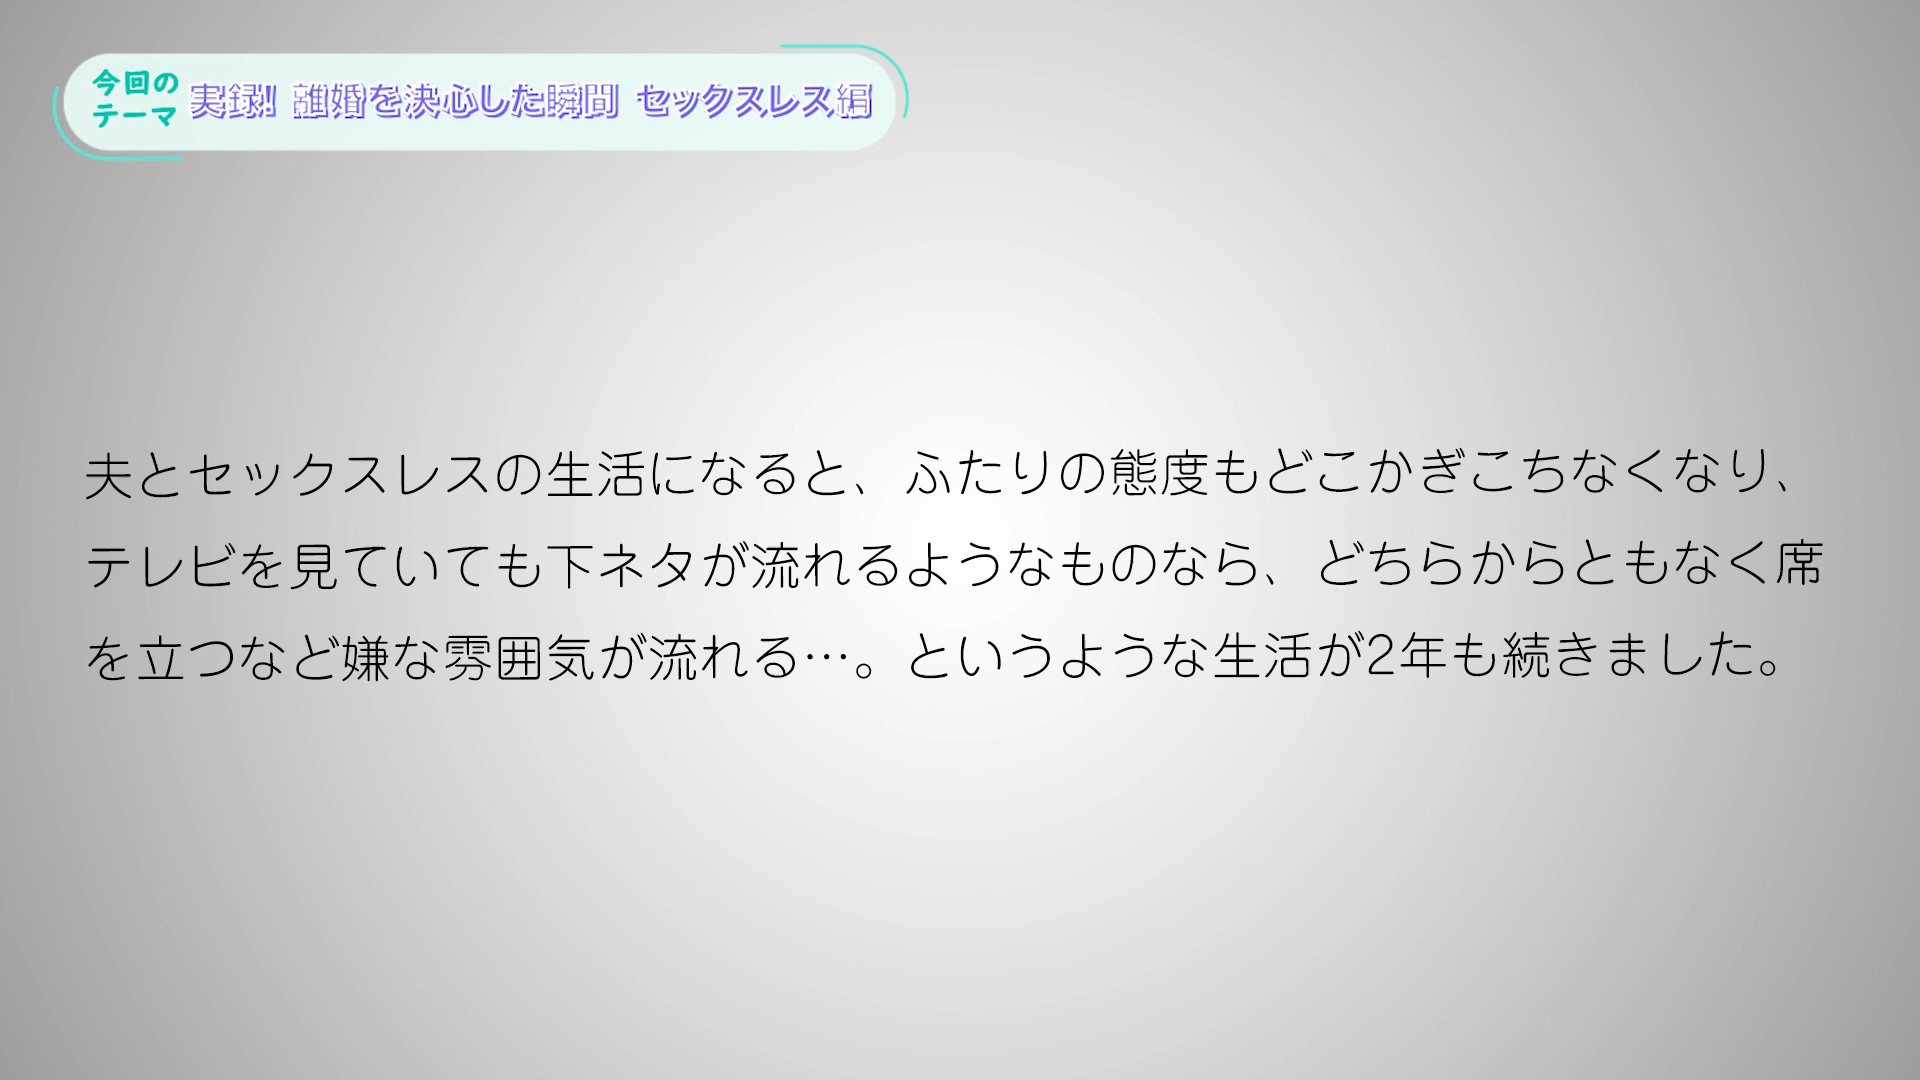 今回の
テーマ
実録! 離婚を決心した瞬間 セックスレス編
夫とセックスレスの生活になると、ふたりの態度もどこかぎこちなくなり、
テレビを見ていても下ネタが流れるようなものなら、どちらからともなく席
を立つなど嫌な雰囲気が流れる…。というような生活が2年も続きました。